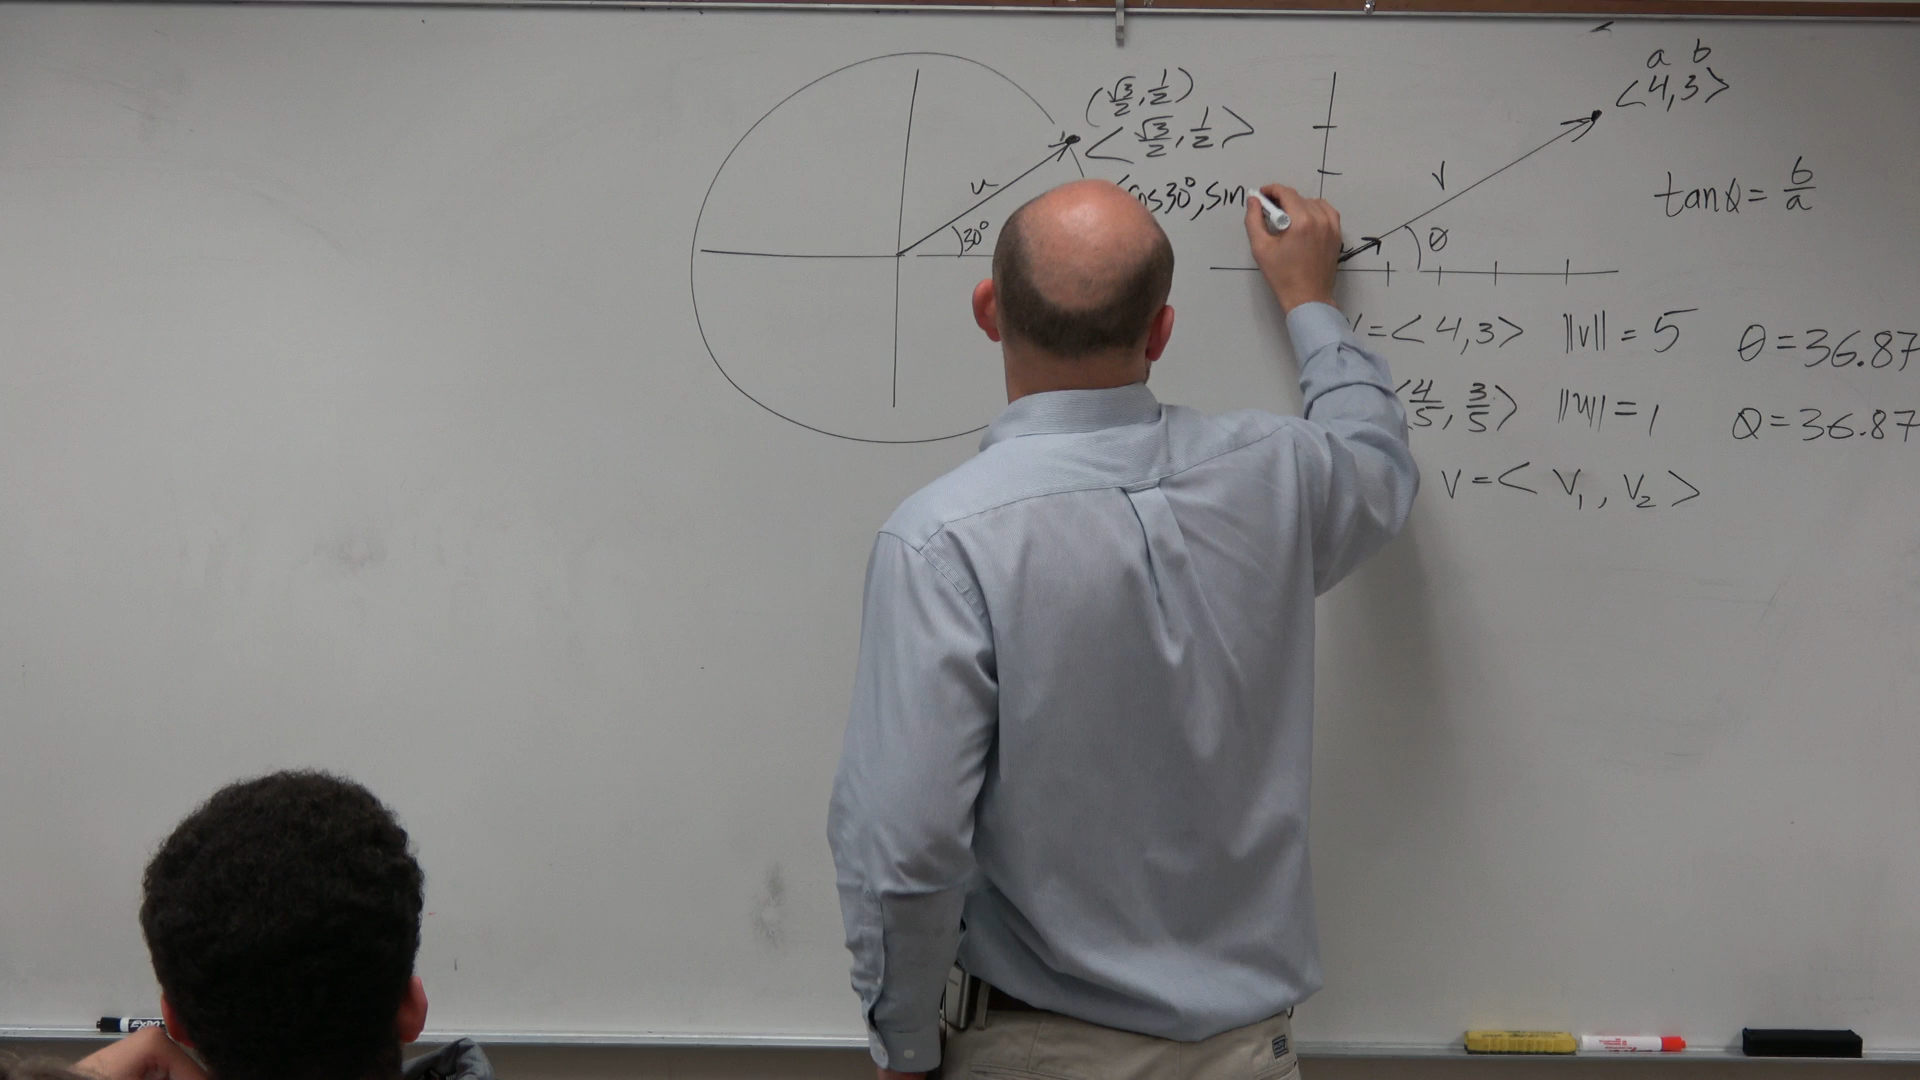 (√3/2, 1/2)
<√3/2, 1/2>
cos30°, sin
u
30°
a b
<4,3>
v
θ
tanθ = b/a
v = <4,3> ||v|| = 5 θ = 36.87
<4/5, 3/5> ||u|| = 1 θ = 36.87
v = <v₁, v₂>
EXPO